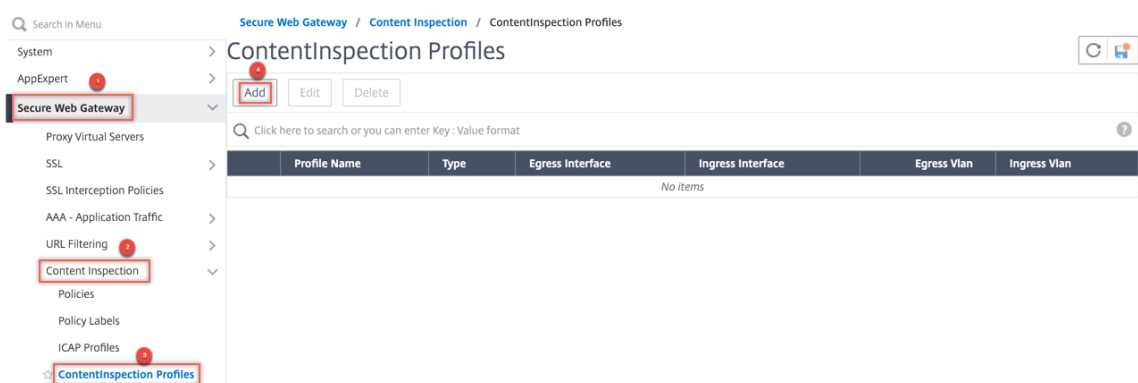 Search in Menu
System
AppExpert
1
Secure Web Gateway
Proxy Virtual Servers
SSL
SSL Interception Policies
AAA - Application Traffic
URL Filtering
2
Content Inspection
Policies
Policy Labels
ICAP Profiles
3
ContentInspection Profiles
Secure Web Gateway / Content Inspection / ContentInspection Profiles
ContentInspection Profiles
4
Add Edit Delete
Click here to search or you can enter Key : Value format
?
Profile Name Type Egress Interface Ingress Interface Egress Vlan Ingress Vlan
No items